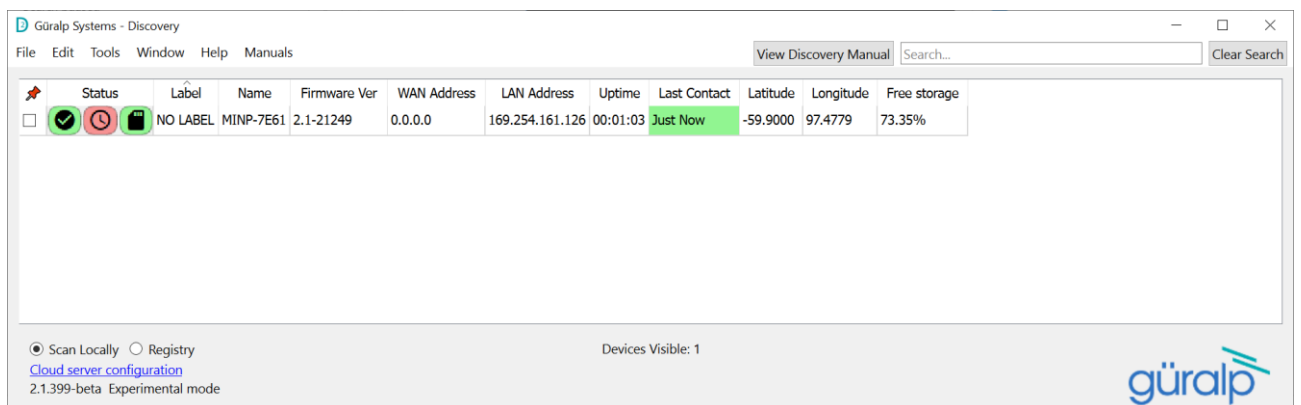 Güralp Systems - Discovery
File Edit Tools Window Help Manuals View Discovery Manual Search... Clear Search
Status Label Name Firmware Ver WAN Address LAN Address Uptime Last Contact Latitude Longitude Free storage
NO LABEL MINP-7E61 2.1-21249 0.0.0.0 169.254.161.126 00:01:03 Just Now -59.9000 97.4779 73.35%
Scan Locally Registry Devices Visible: 1
Cloud server configuration
2.1.399-beta Experimental mode
güralp